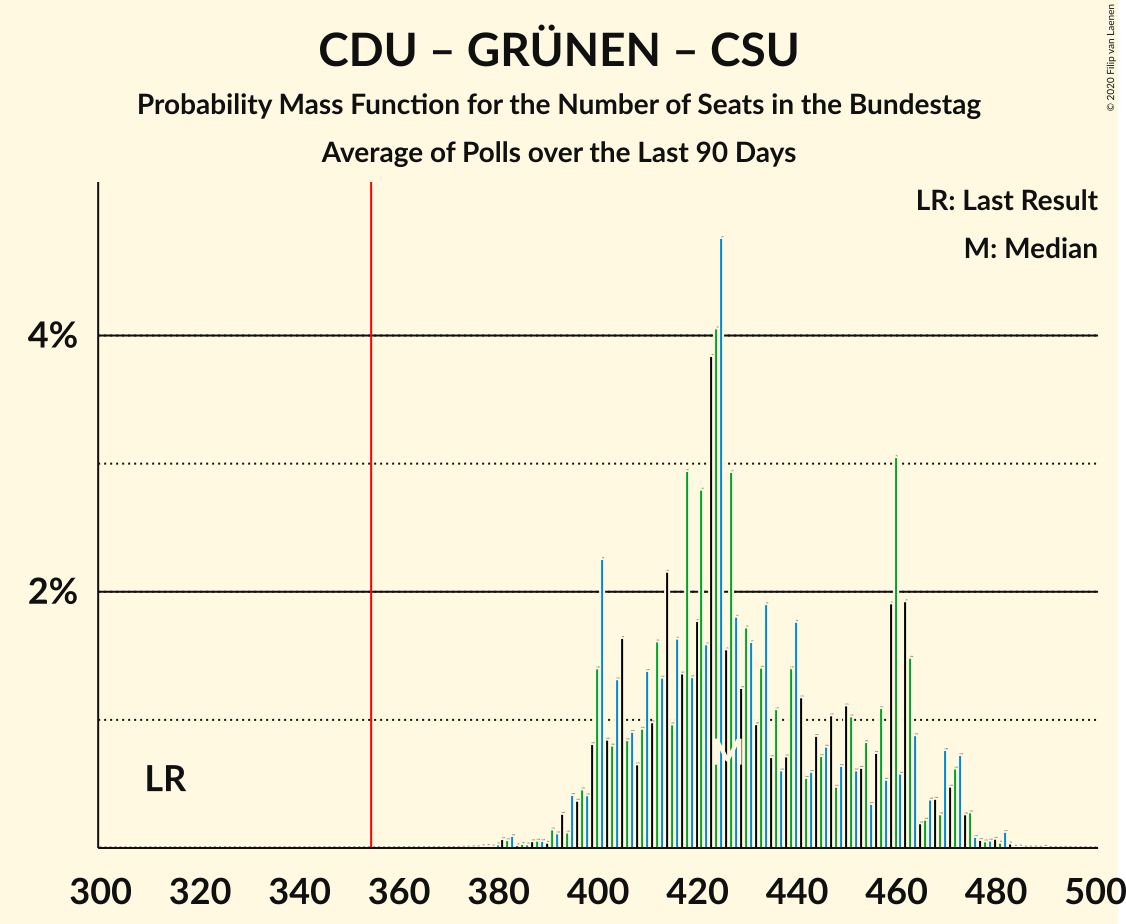 CDU – GRÜNEN – CSU
Probability Mass Function for the Number of Seats in the Bundestag
Average of Polls over the Last 90 Days
© 2020 Filip van Laenen
LR: Last Result
M: Median
4%
2%
LR
M
300 320 340 360 380 400 420 440 460 480 500